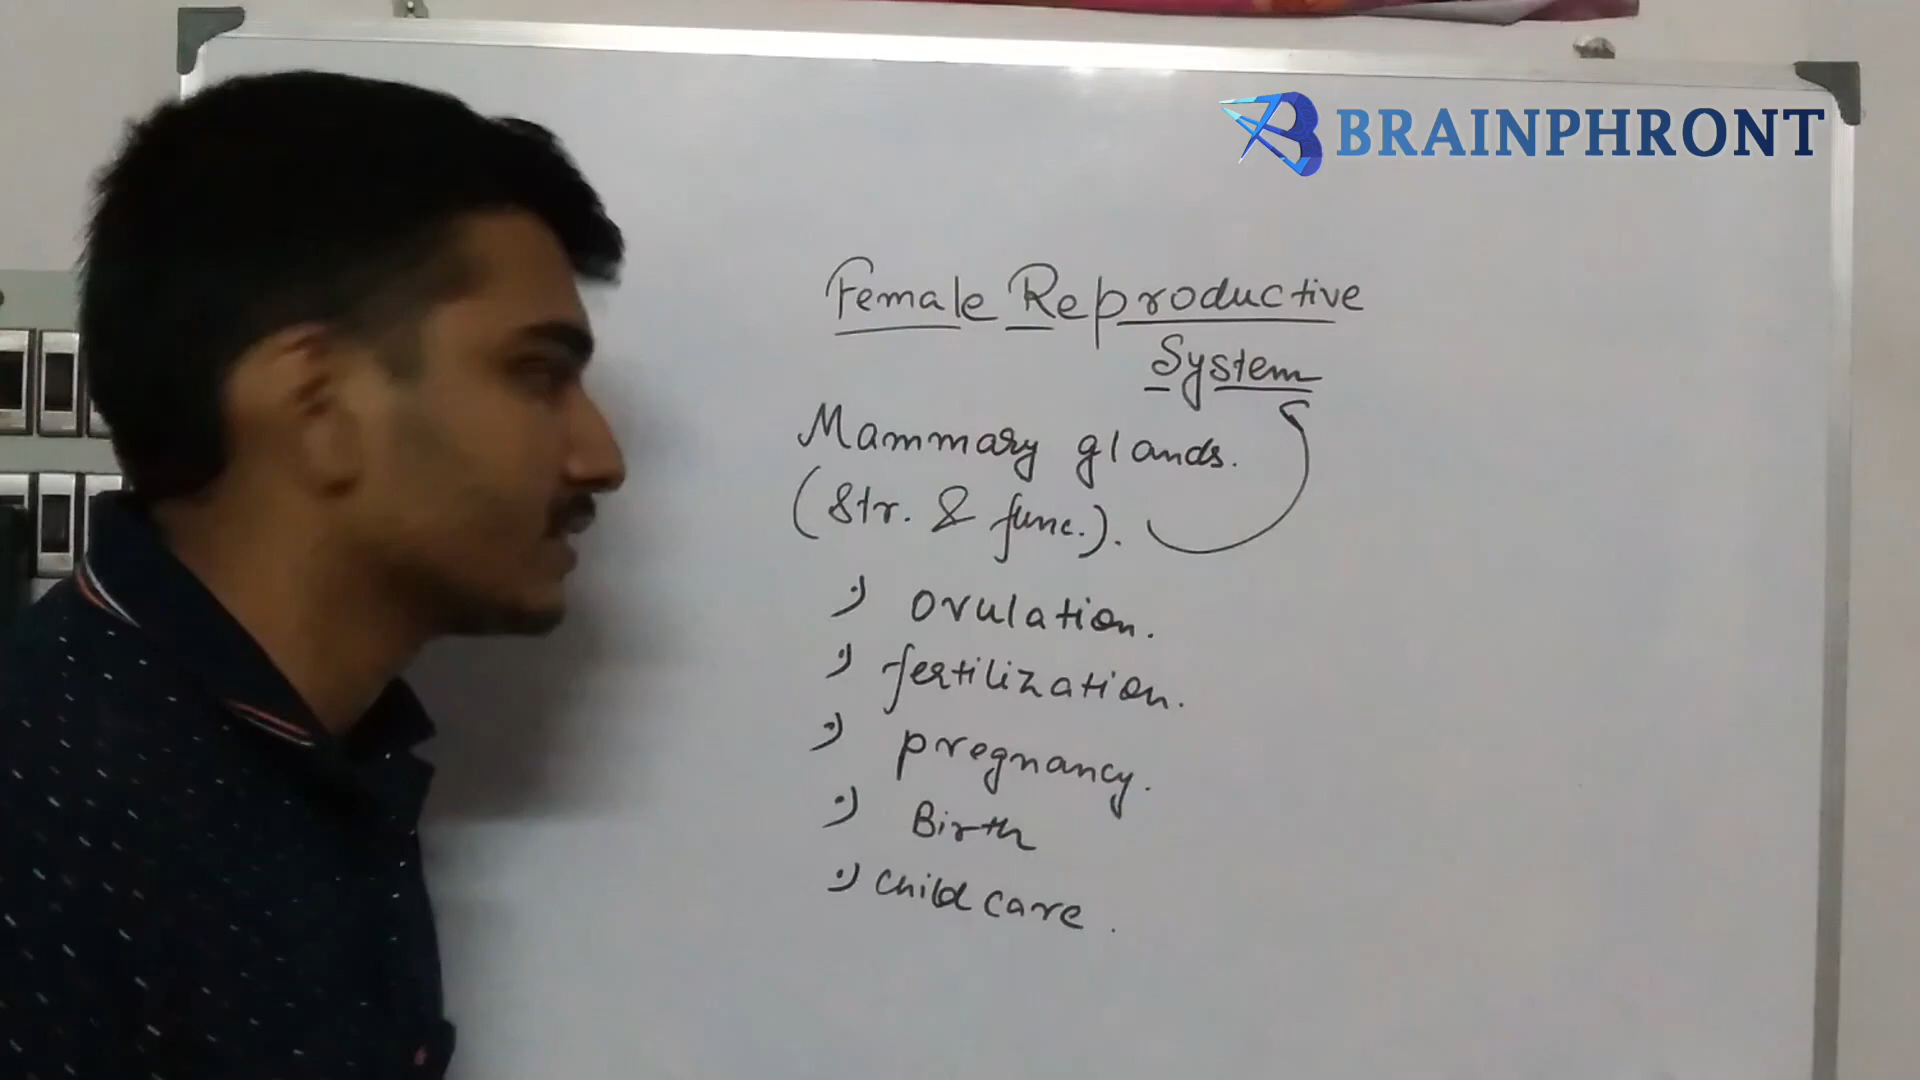 BRAINPHRONT
Female Reproductive
System
Mammary glands.
(Str. & func.).
Ovulation.
fertilization.
pregnancy.
Birth
Child care.